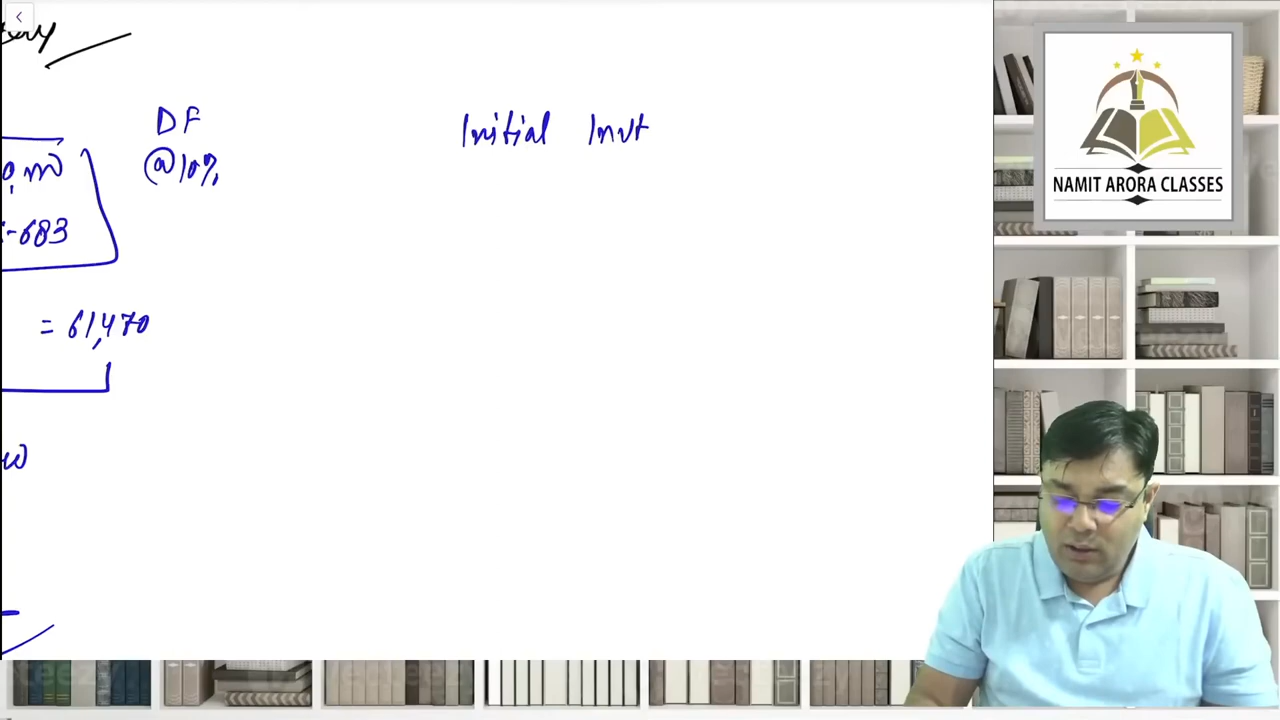 DF
@10%
Initial Invt
-683
= 61,470
NAMIT ARORA CLASSES